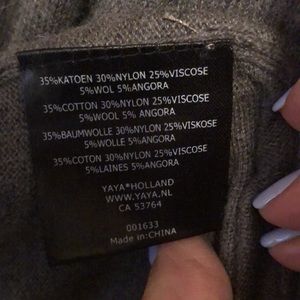 35%KATOEN 30%NYLON 25%VISCOSE
5%WOL 5%ANGORA
35%COTTON 30%NYLON 25%VISCOSE
5%WOOL 5% ANGORA
35%BAUMWOLLE 30%NYLON 25%VISKOSE
5%WOLLE 5%ANGORA
35%COTON 30%NYLON 25%VISCOSE
5%LAINES 5%ANGORA
YAYA*HOLLAND
WWW.YAYA.NL
CA 53764
001633
Made in:CHINA